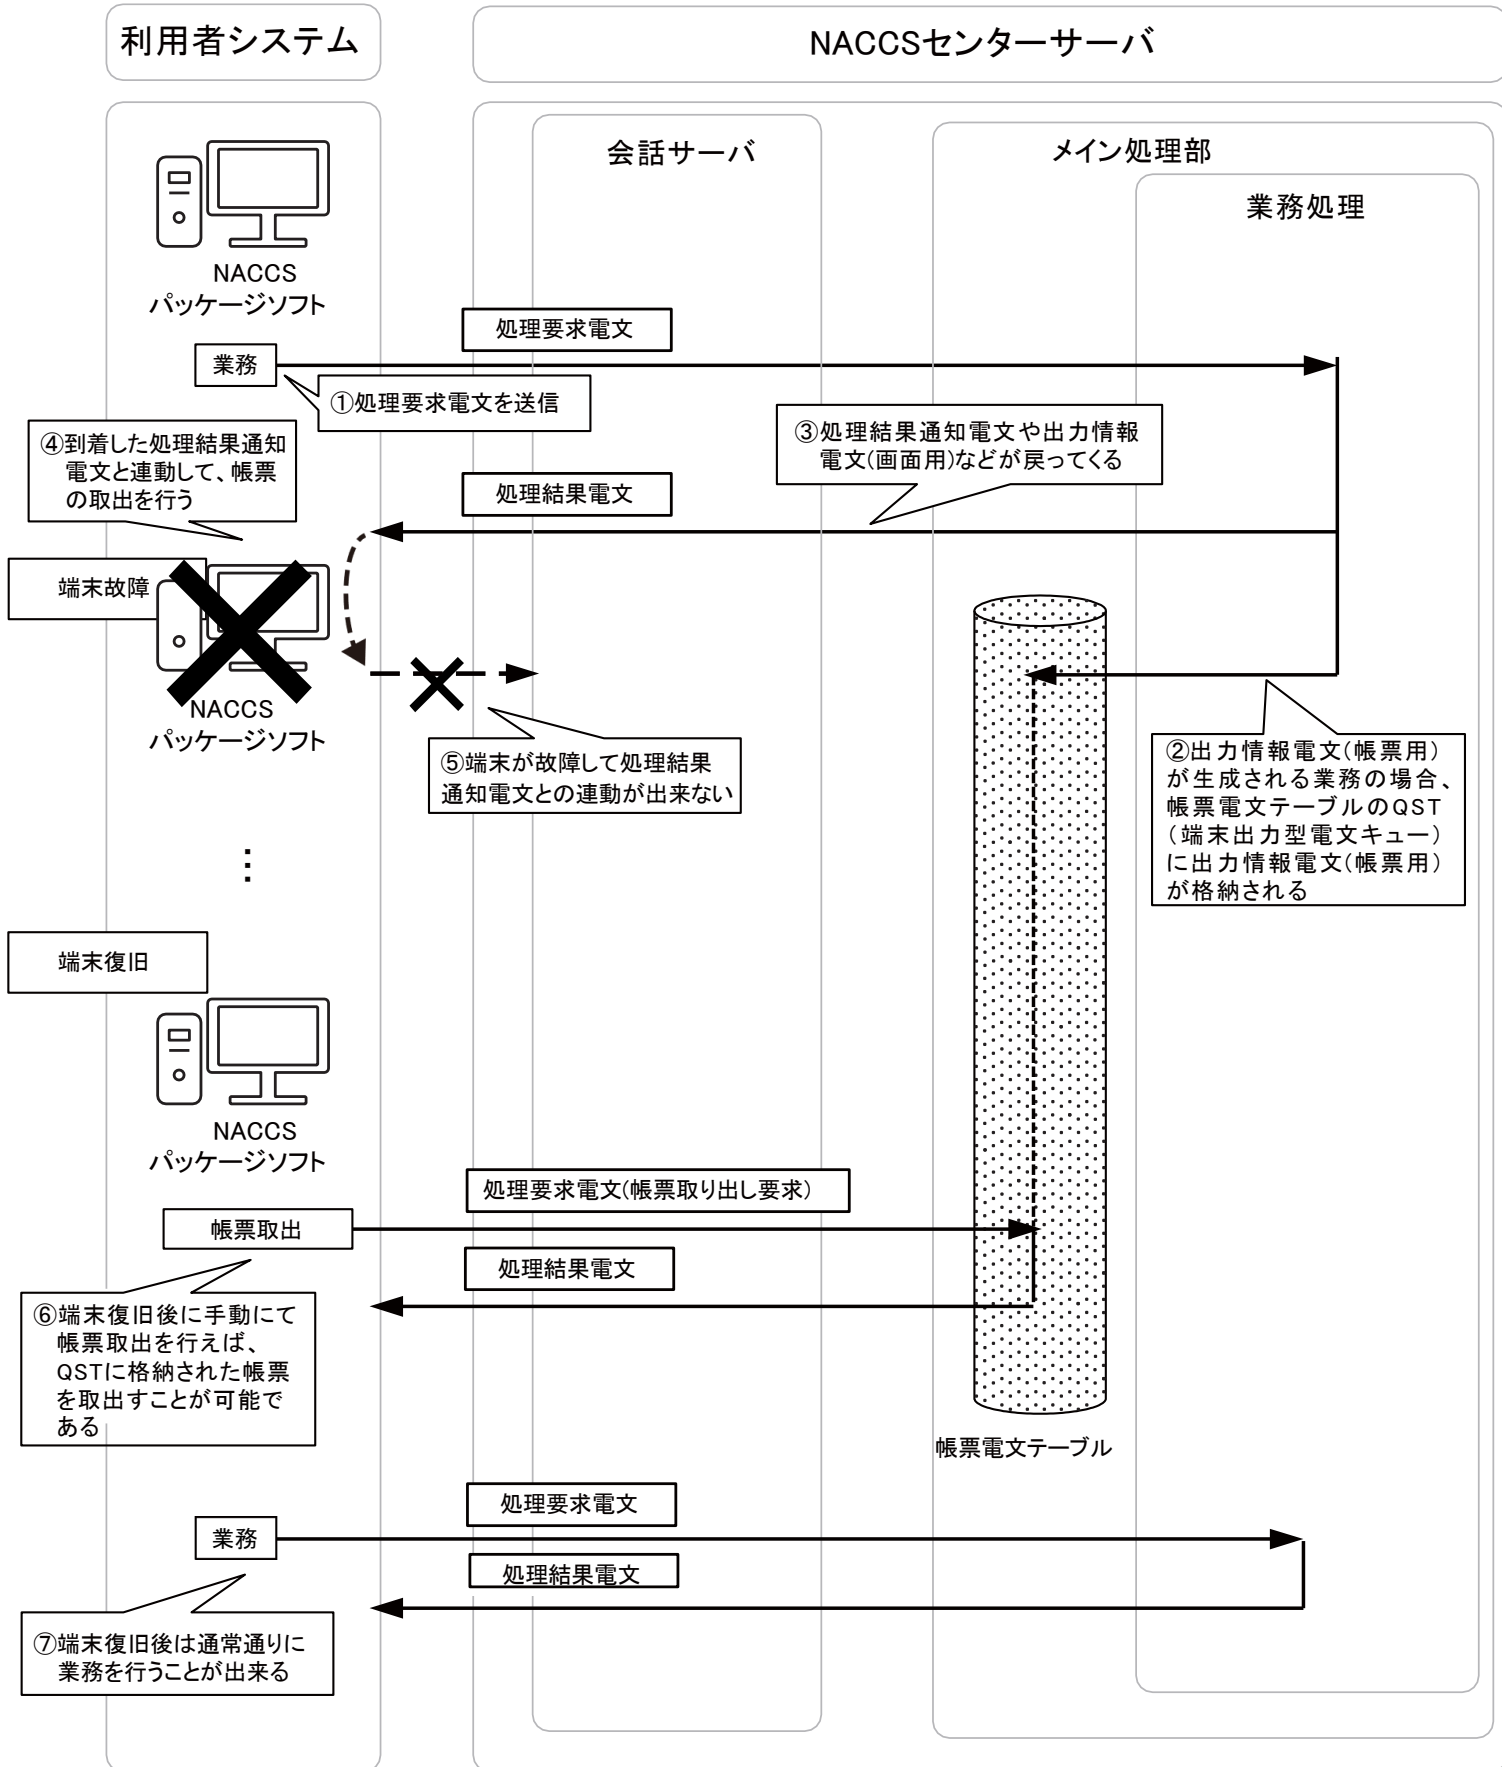 利用者システム
NACCSセンターサーバ
会話サーバ
メイン処理部
業務処理
NACCS
パッケージソフト
処理要求電文
業務
①処理要求電文を送信
③処理結果通知電文や出力情報
電文(画面用)などが戻ってくる
④到着した処理結果通知
電文と連動して、帳票
の取出を行う
処理結果電文
端末故障
NACCS
パッケージソフト
⑤端末が故障して処理結果
通知電文との連動が出来ない
②出力情報電文(帳票用)
が生成される業務の場合、
帳票電文テーブルのQST
(端末出力型電文キュー)
に出力情報電文(帳票用)
が格納される
⋮
端末復旧
NACCS
パッケージソフト
処理要求電文(帳票取り出し要求)
帳票取出
処理結果電文
⑥端末復旧後に手動にて
帳票取出を行えば、
QSTに格納された帳票
を取出すことが可能で
ある
帳票電文テーブル
処理要求電文
業務
処理結果電文
⑦端末復旧後は通常通りに
業務を行うことが出来る